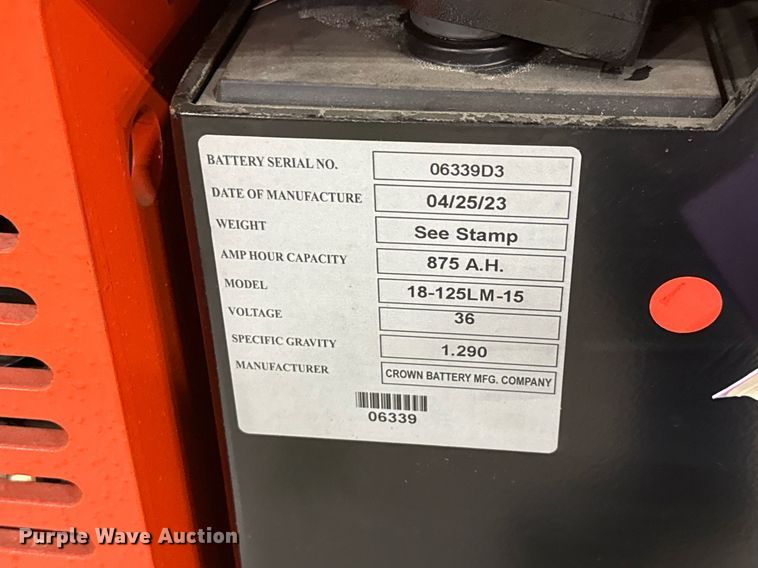 BATTERY SERIAL NO. 06339D3
DATE OF MANUFACTURE 04/25/23
WEIGHT See Stamp
AMP HOUR CAPACITY 875 A.H.
MODEL 18-125LM-15
VOLTAGE 36
SPECIFIC GRAVITY 1.290
MANUFACTURER CROWN BATTERY MFG. COMPANY
06339
Purple Wave Auction